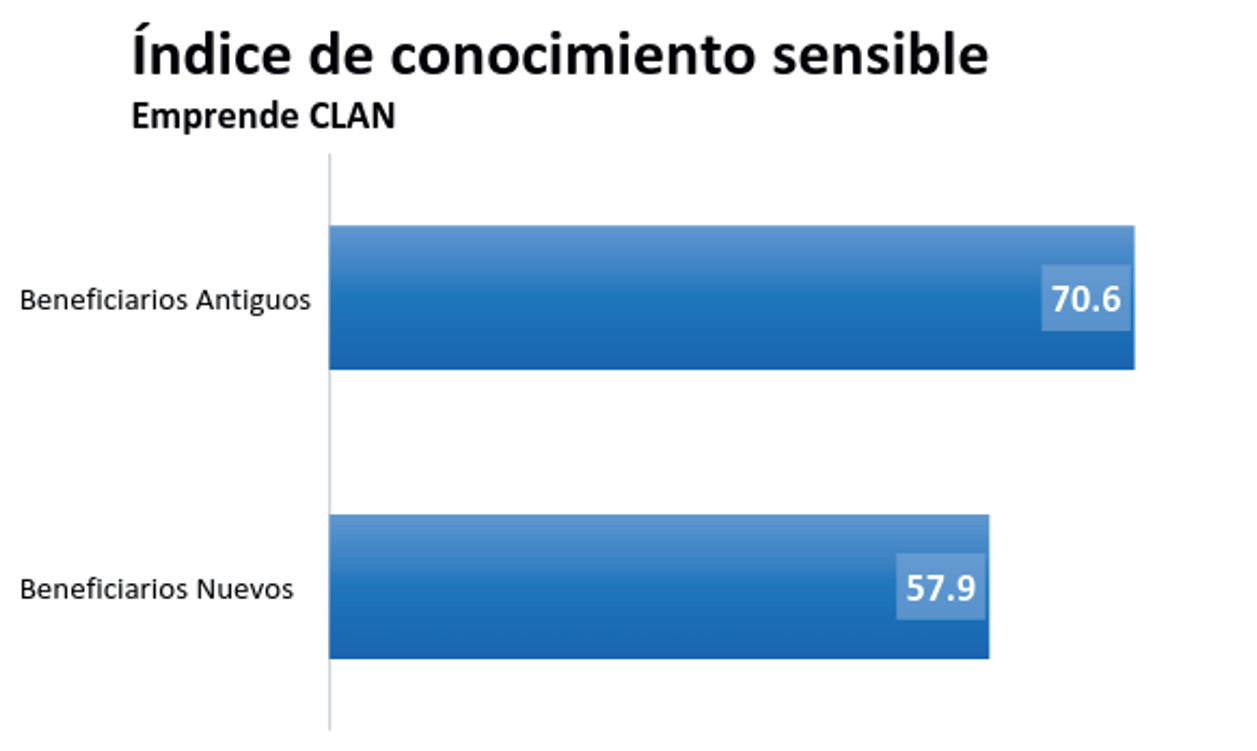 Índice de conocimiento sensible
Emprende CLAN
Beneficiarios Antiguos
70.6
Beneficiarios Nuevos
57.9